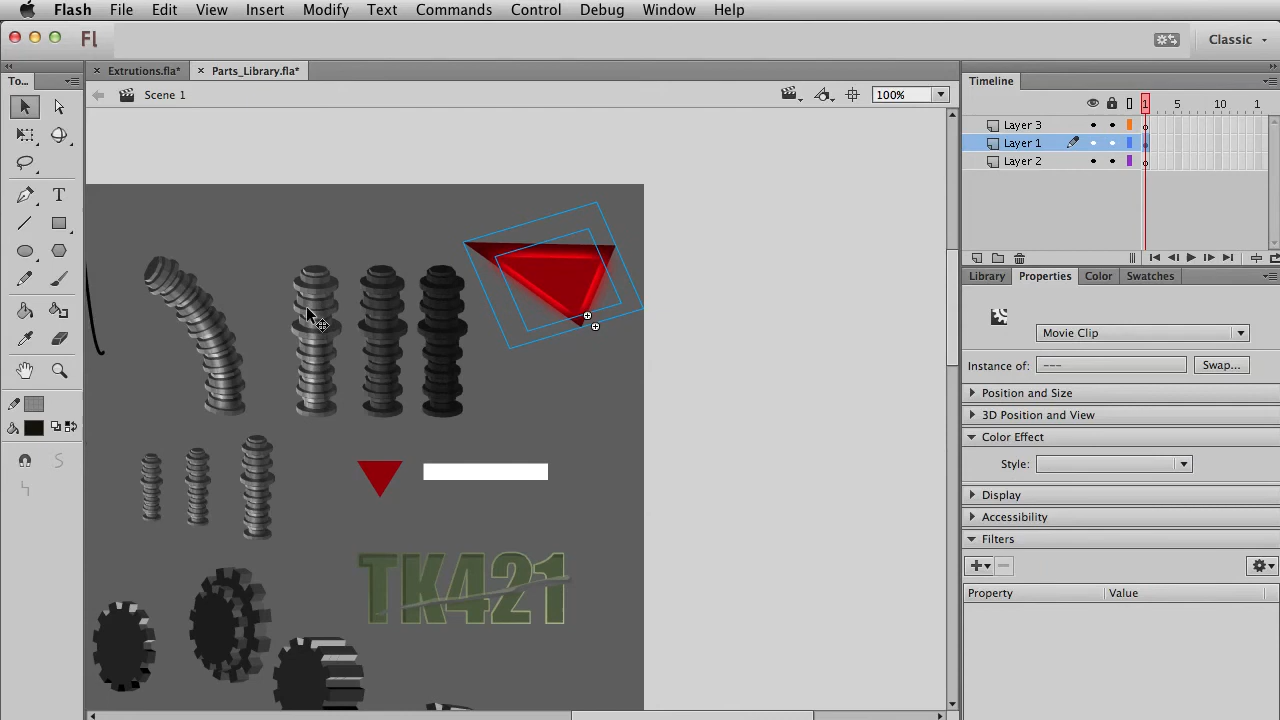 Flash File Edit View Insert Modify Text Commands Control Debug Window Help
Fl Classic
To... Extrutions.fla* Parts_Library.fla* Timeline
Scene 1 100%
1 5 10 1
Layer 3
Layer 1
Layer 2
Library Properties Color Swatches
Movie Clip
Instance of: --- Swap...
Position and Size
3D Position and View
Color Effect
Style:
Display
Accessibility
Filters
Property Value
T
TK421